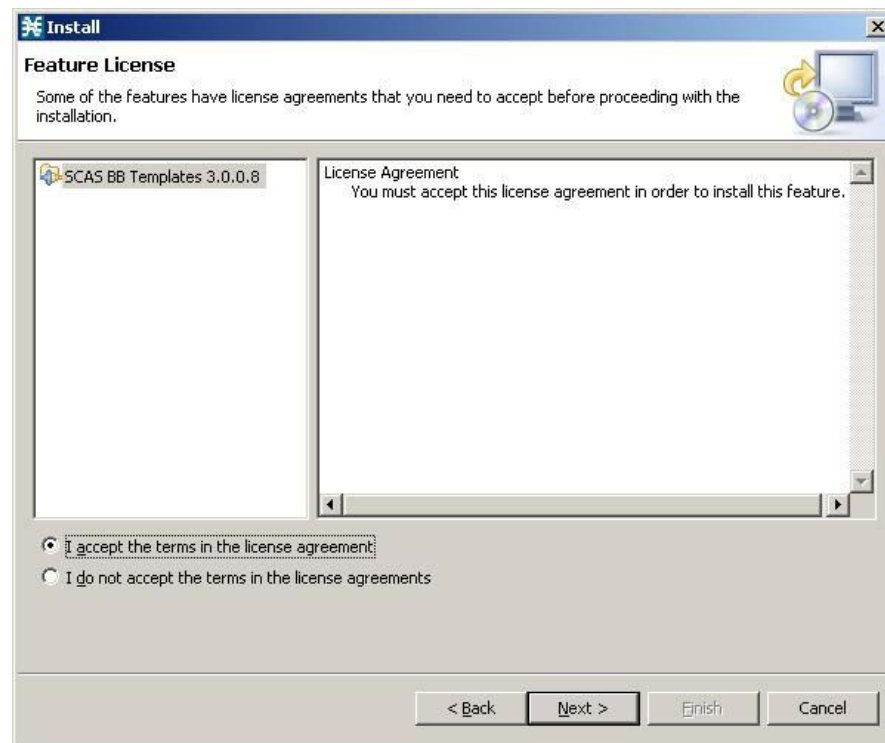 Install
Feature License
Some of the features have license agreements that you need to accept before proceeding with the
installation.
SCAS BB Templates 3.0.0.8
License Agreement
You must accept this license agreement in order to install this feature.
I accept the terms in the license agreement
I do not accept the terms in the license agreements
< Back
Next >
Finish
Cancel